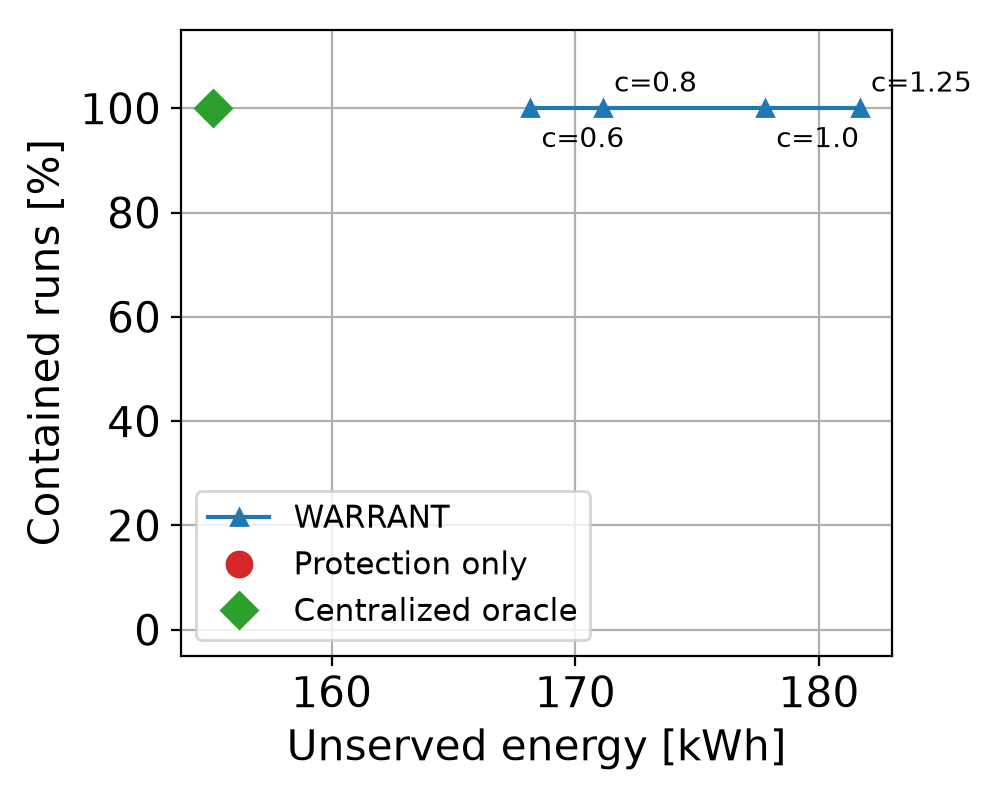 c=0.8
c=1.25
c=0.6
c=1.0
Contained runs [%]
100
80
60
40
20
0
WARRANT
Protection only
Centralized oracle
160
170
180
Unserved energy [kWh]